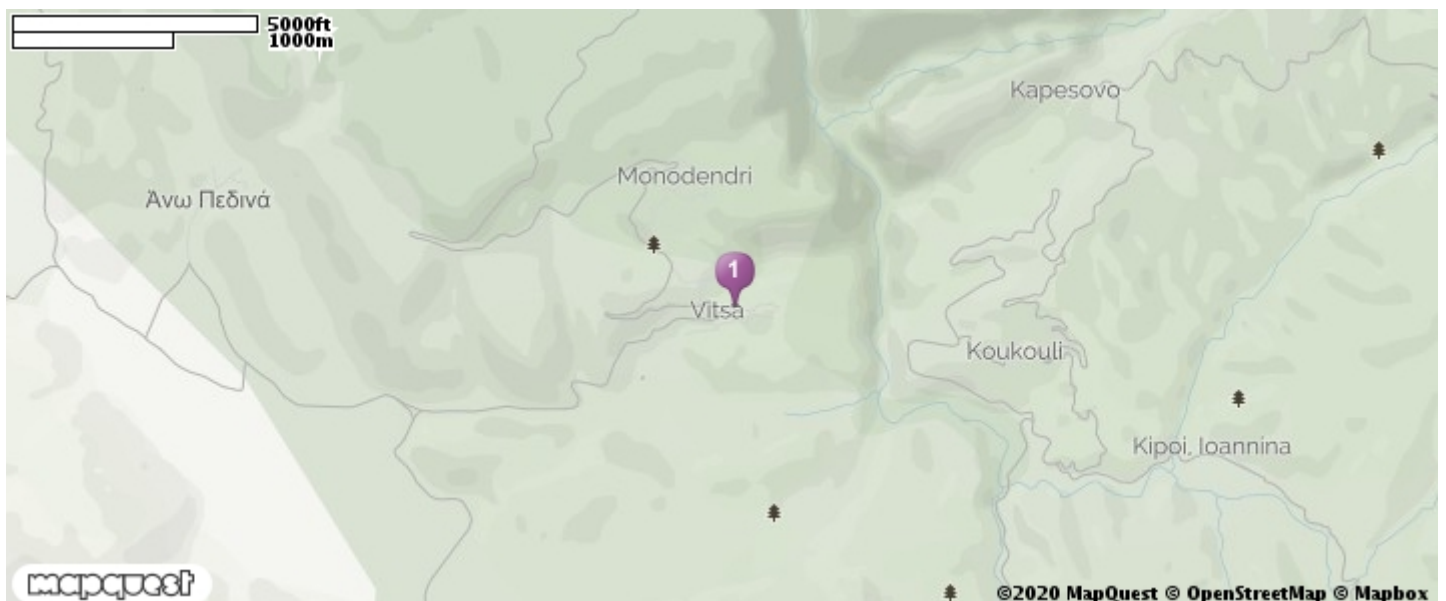 5000ft
1000m
Kapesovo
Monodendri
Άνω Πεδινά
1
Vitsa
Koukouli
Kipoi, Ioannina
mapquest
©2020 MapQuest © OpenStreetMap © Mapbox